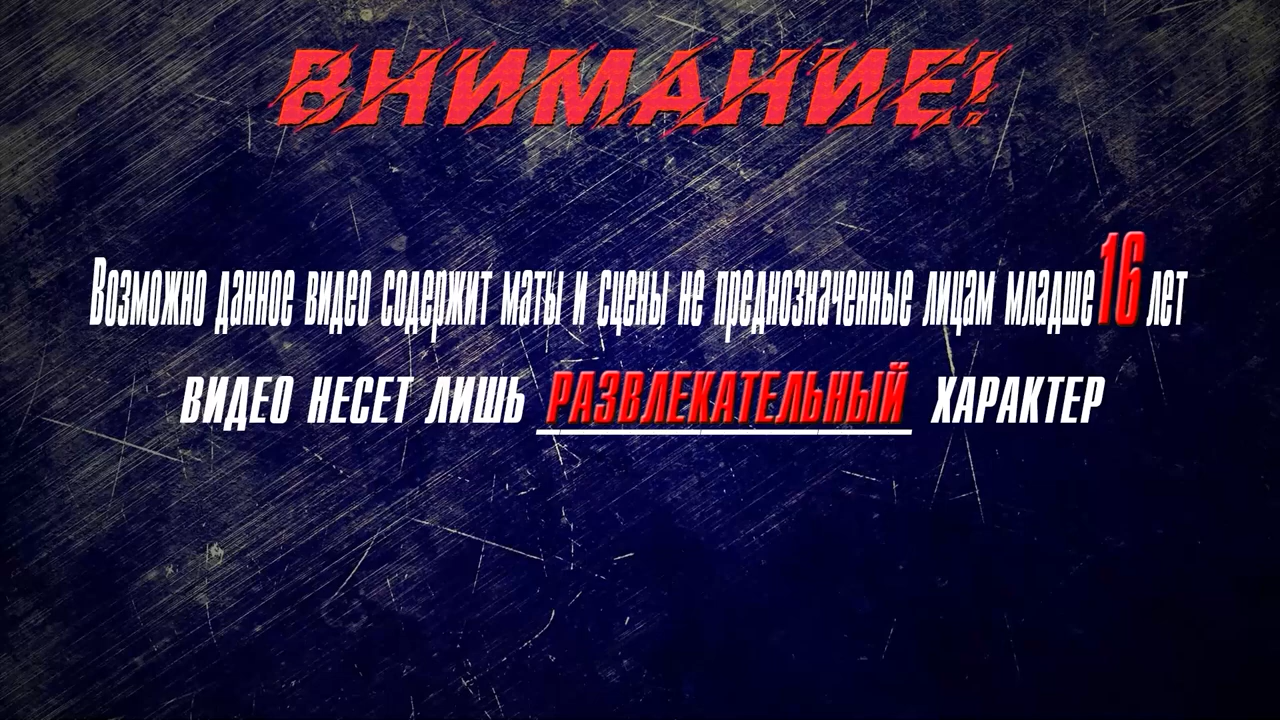 ВНИМАНИЕ!
Возможно данное видео содержит маты и сцены не преднозначенные лицам младше 16 лет
ВИДЕО НЕСЕТ ЛИШЬ РАЗВЛЕКАТЕЛЬНЫЙ ХАРАКТЕР